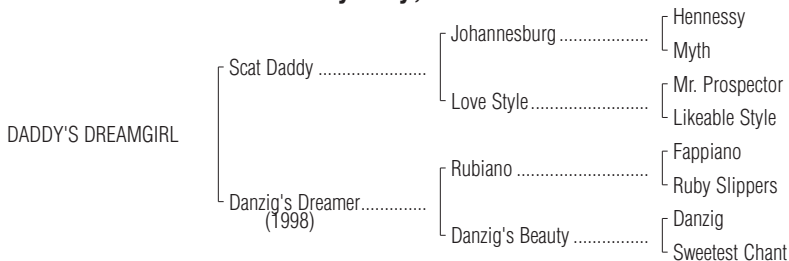 Hennessy
Johannesburg ...................
Myth
Scat Daddy .......................
Mr. Prospector
Love Style.........................
Likeable Style
DADDY'S DREAMGIRL
Fappiano
Rubiano ............................
Ruby Slippers
Danzig's Dreamer..............
(1998)
Danzig
Danzig's Beauty ................
Sweetest Chant